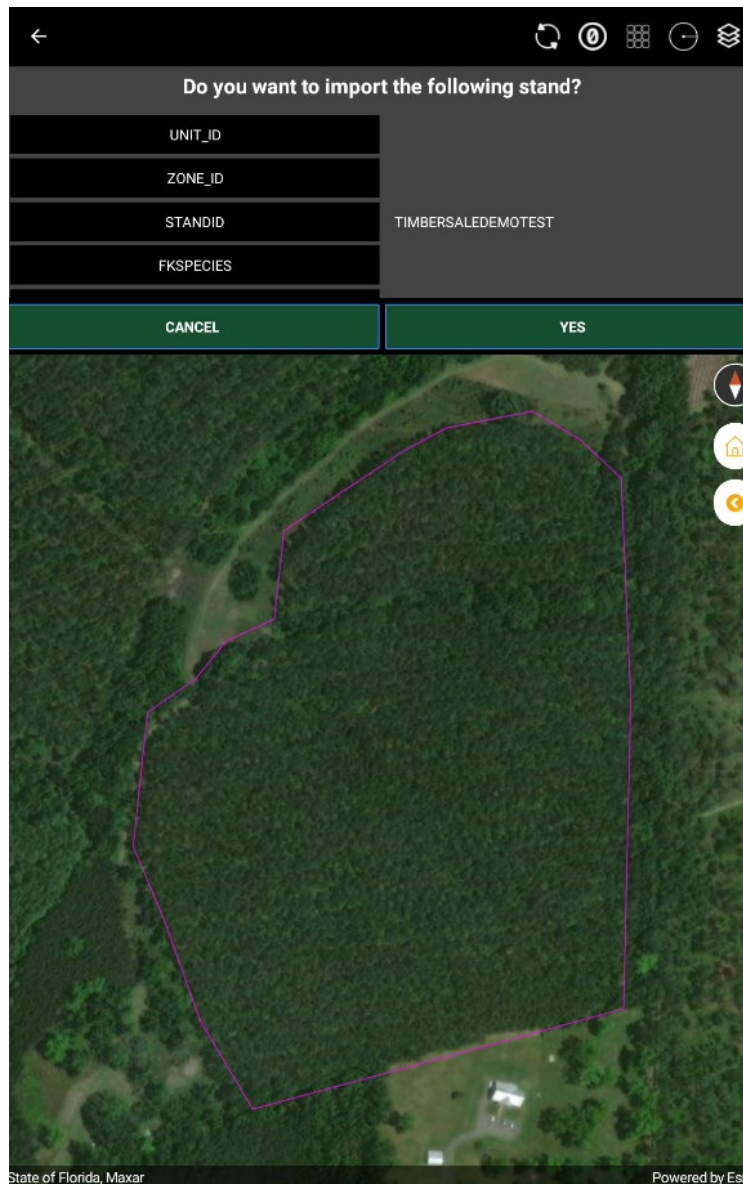 Do you want to import the following stand?
UNIT_ID
ZONE_ID
STANDID TIMBERSALEDEMOTEST
FKSPECIES
CANCEL YES
State of Florida, Maxar Powered by Es